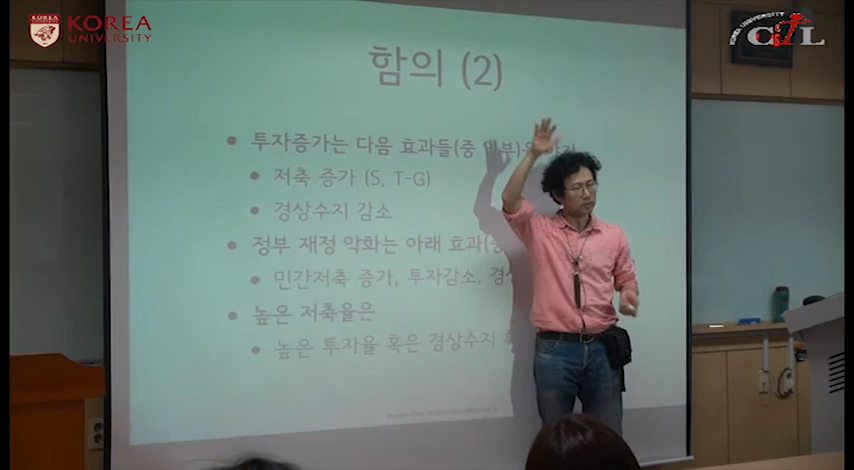 KOREA
UNIVERSITY
KOREA UNIVERSITY
CTL
함의 (2)
투자증가는 다음 효과들(중
저축 증가 (S, T-G)
경상수지 감소
정부 재정 악화는 아래
민간저축 증가, 투자감소,
높은 저축율은
높은 투자율 혹은 경상수지